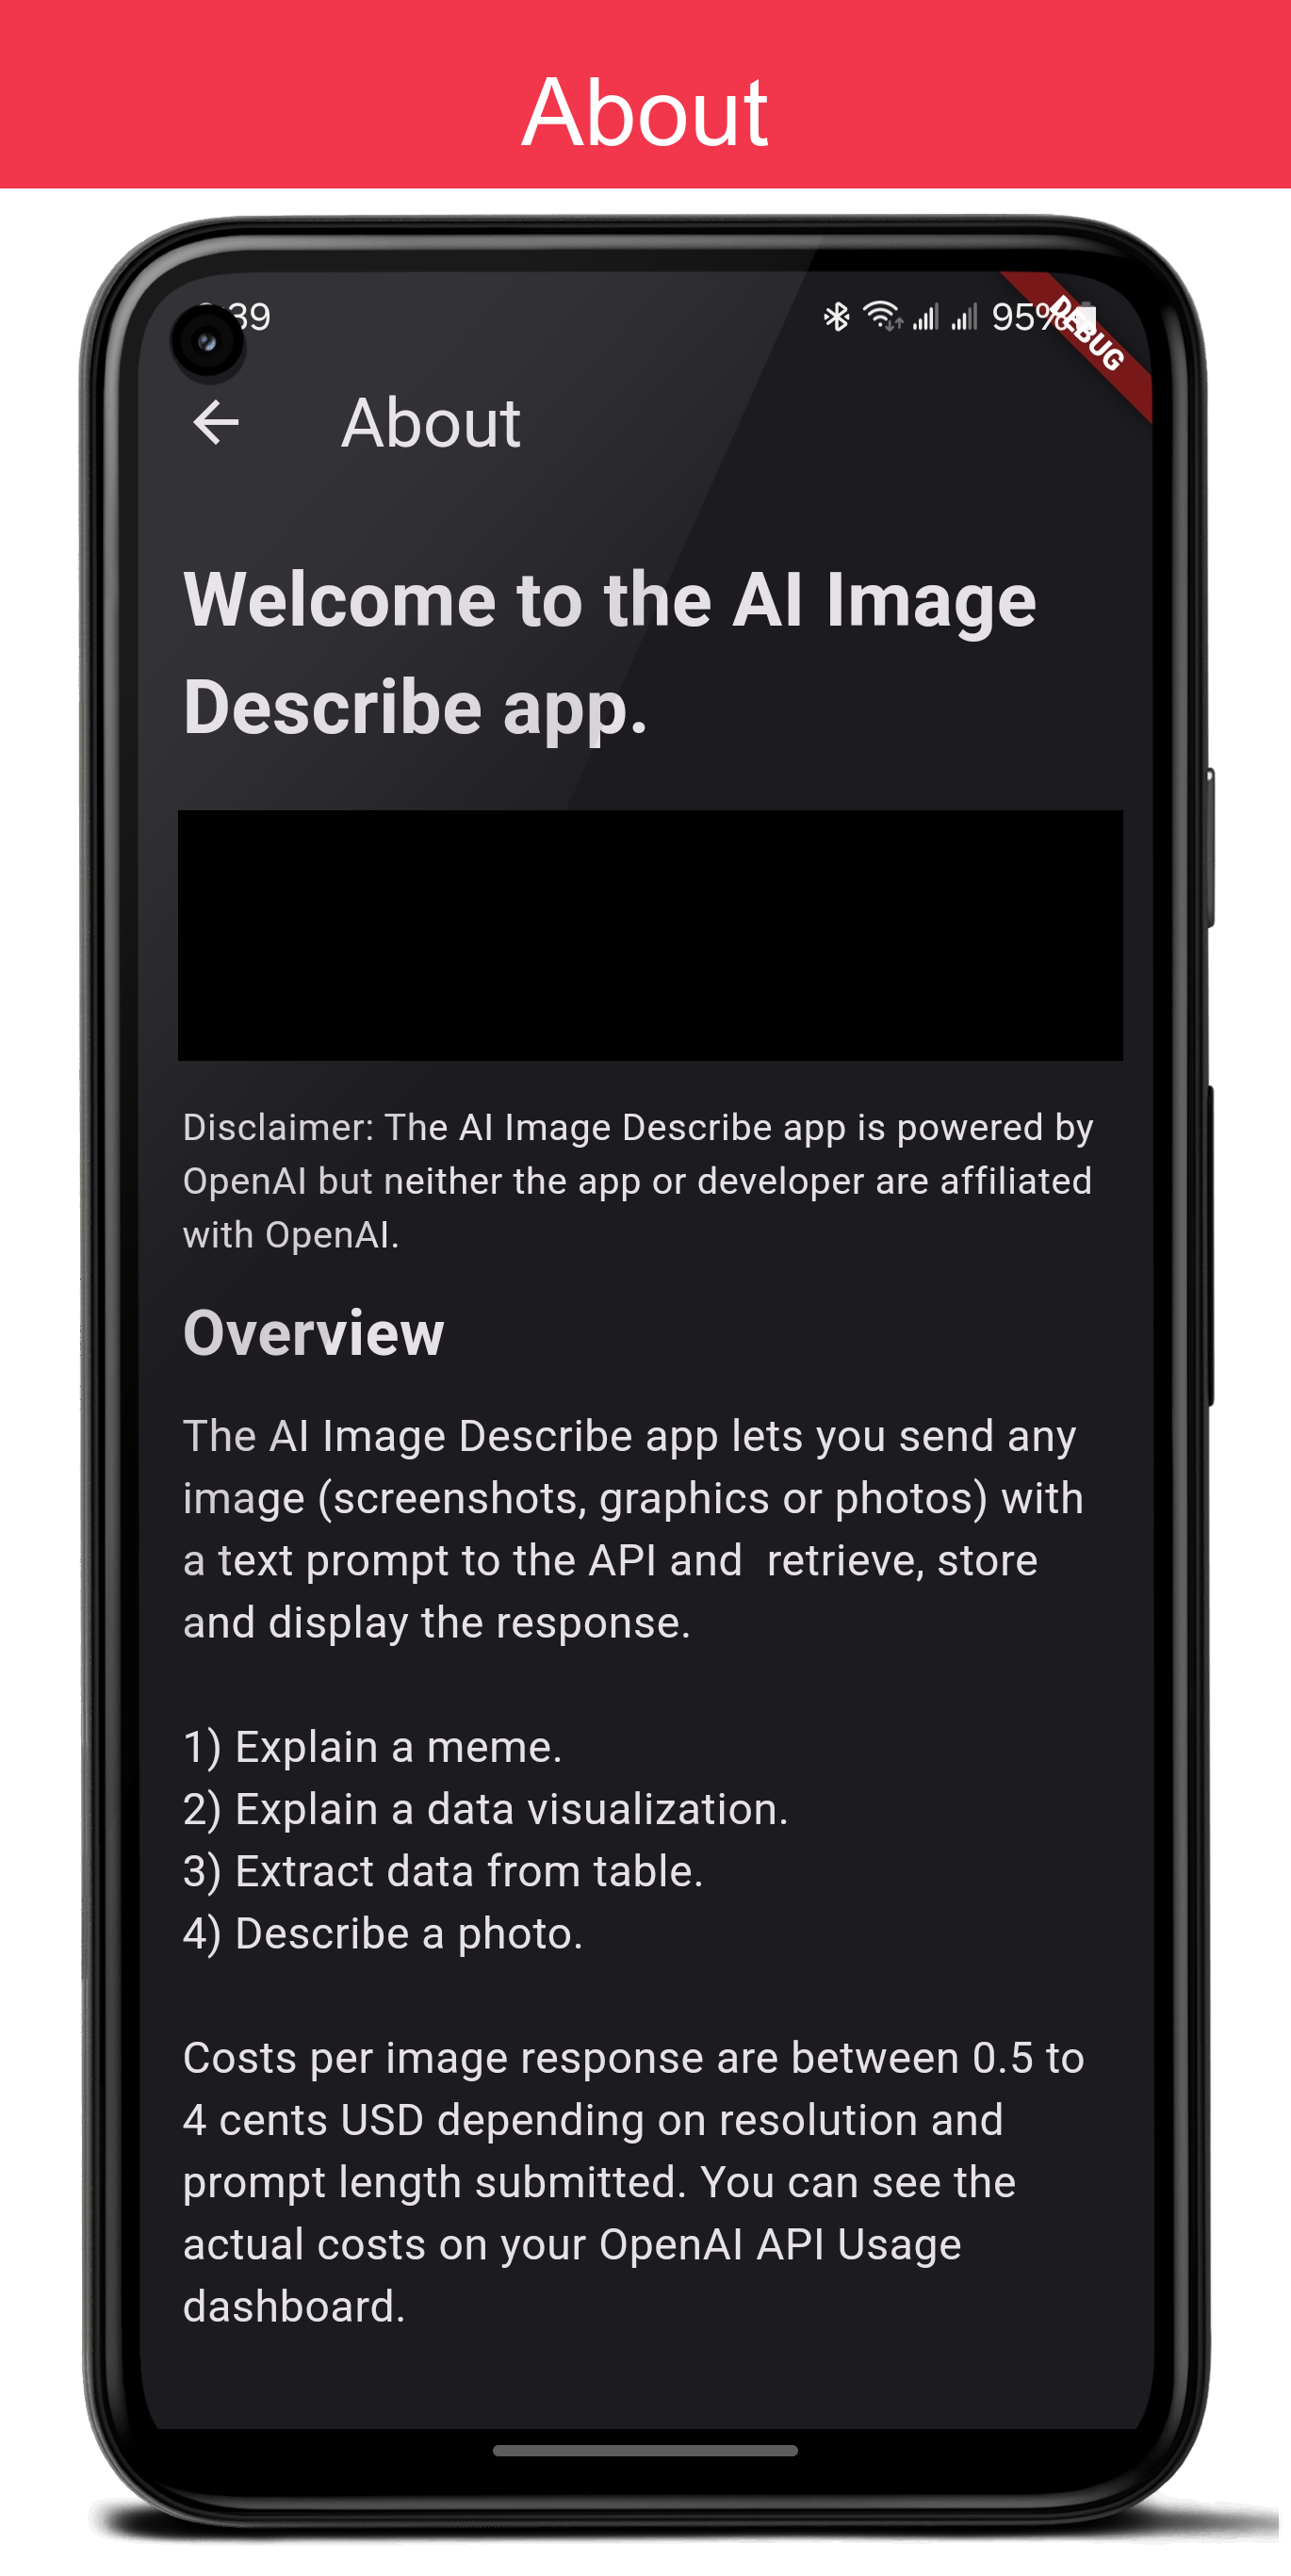 About
39
95%
DEBUG
About
Welcome to the AI Image
Describe app.
Disclaimer: The AI Image Describe app is powered by
OpenAI but neither the app or developer are affiliated
with OpenAI.
Overview
The AI Image Describe app lets you send any
image (screenshots, graphics or photos) with
a text prompt to the API and  retrieve, store
and display the response.
1) Explain a meme.
2) Explain a data visualization.
3) Extract data from table.
4) Describe a photo.
Costs per image response are between 0.5 to
4 cents USD depending on resolution and
prompt length submitted. You can see the
actual costs on your OpenAI API Usage
dashboard.